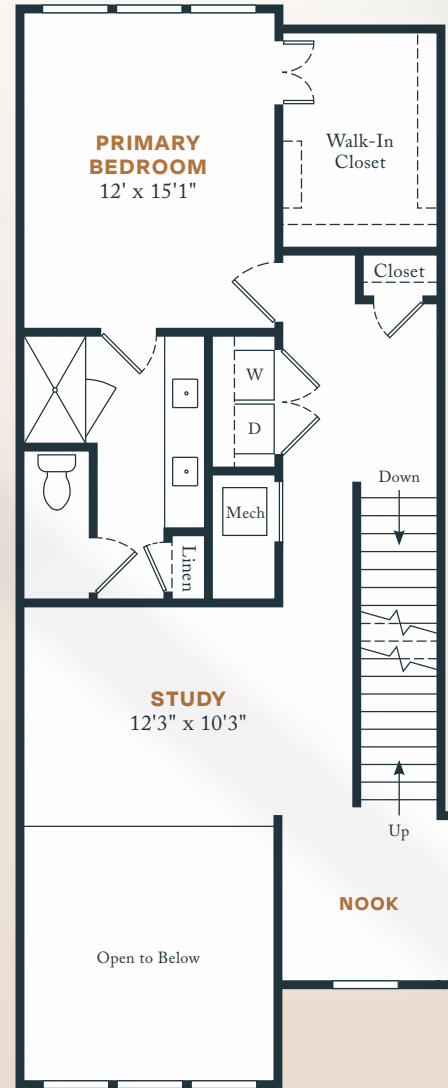 PRIMARY
BEDROOM
12' x 15'1"
Walk-In
Closet
Closet
W
D
Down
Mech
Linen
STUDY
12'3" x 10'3"
Up
NOOK
Open to Below